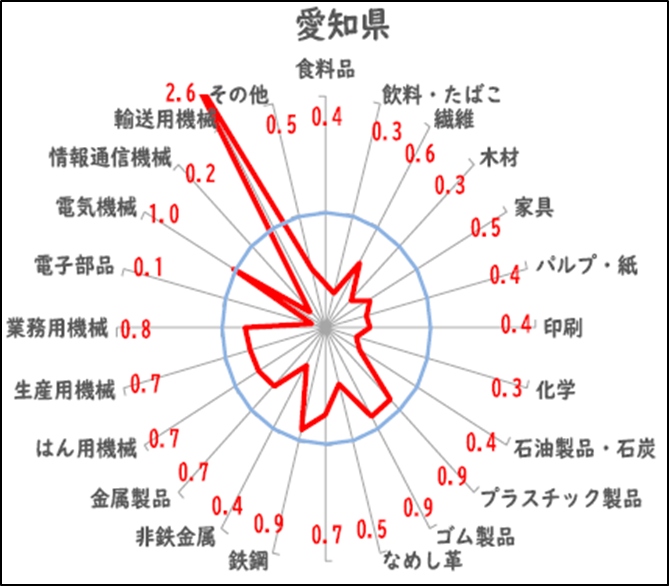 愛知県
食料品
0.4
飲料・たばこ
0.3
繊維
0.6
木材
0.3
家具
0.5
パルプ・紙
0.4
印刷
0.4
化学
0.3
石油製品・石炭
0.4
プラスチック製品
0.9
ゴム製品
0.9
なめし革
0.5
0.7
鉄鋼
0.9
非鉄金属
0.4
金属製品
0.7
はん用機械
0.7
生産用機械
0.7
業務用機械
0.8
電子部品
0.1
電気機械
1.0
情報通信機械
0.2
輸送用機械
2.6
その他
0.5